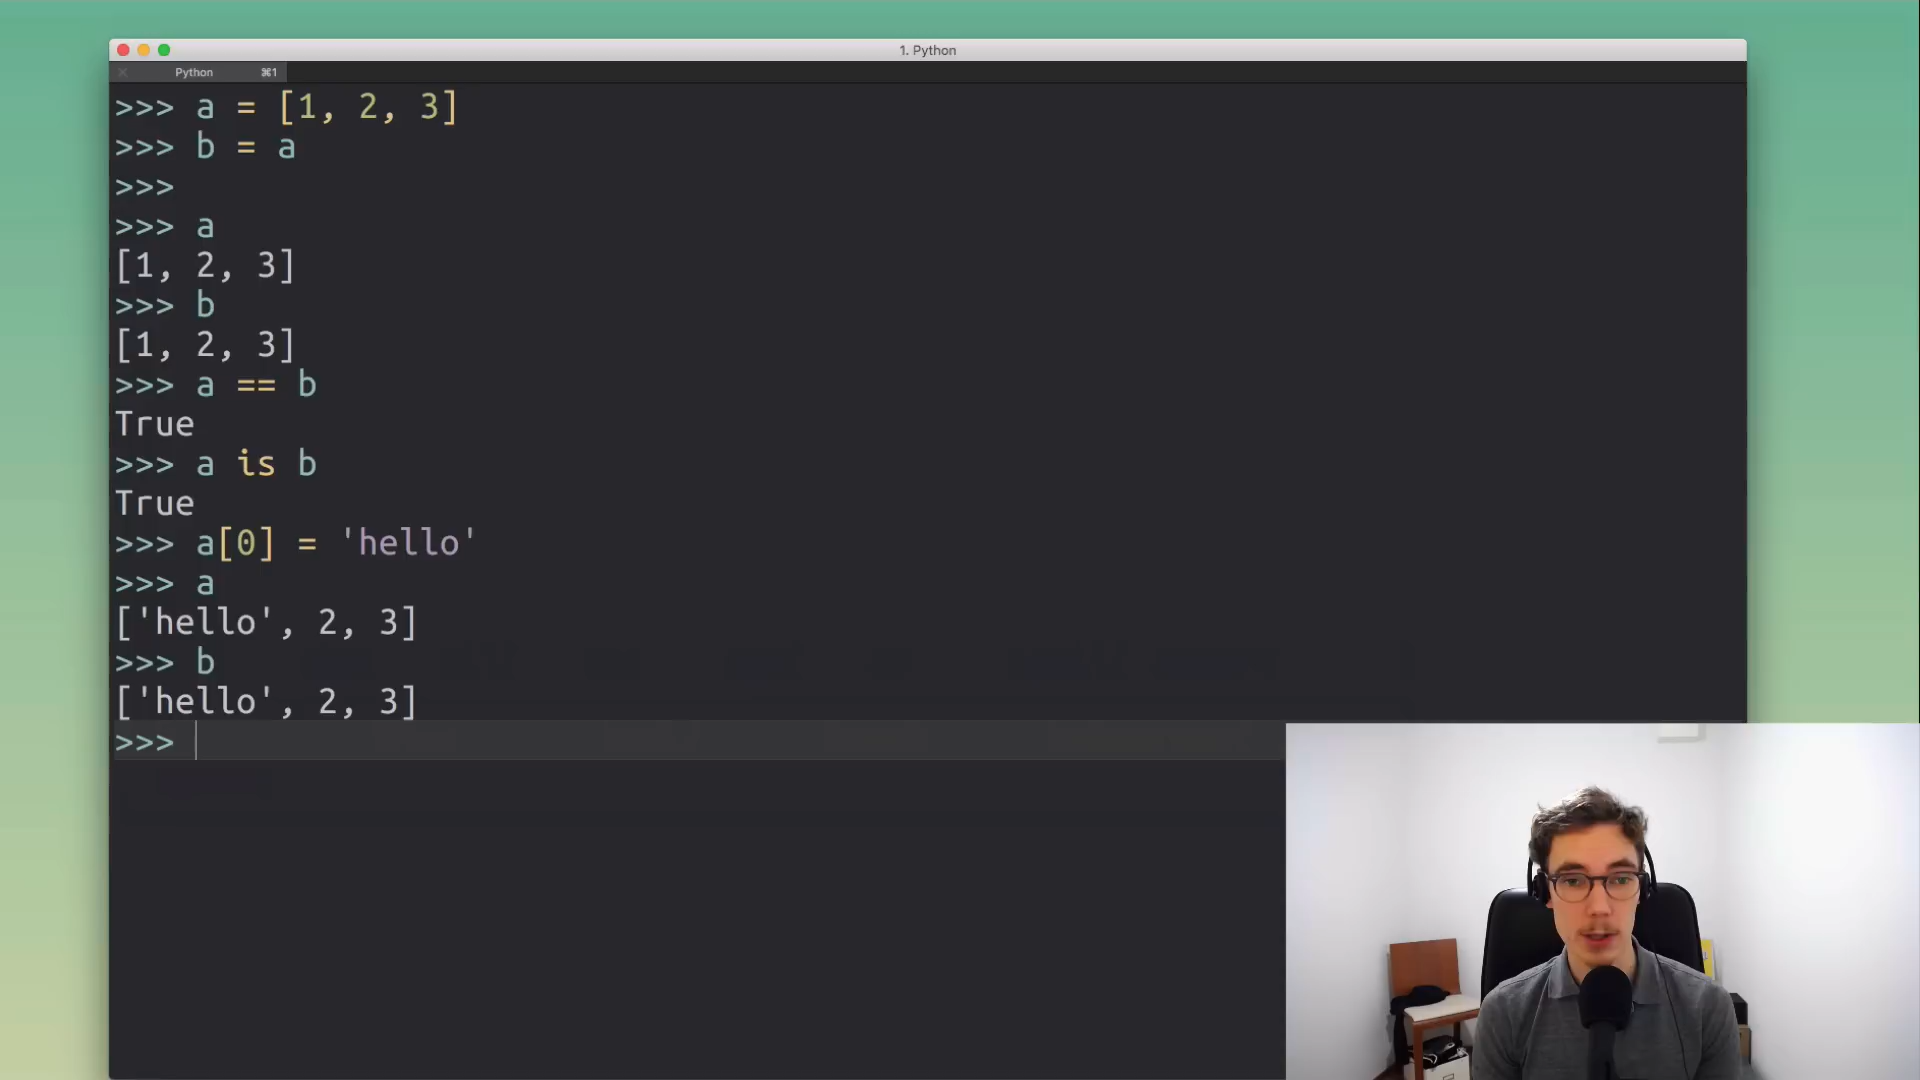 1. Python
Python ⌘1
>>> a = [1, 2, 3]
>>> b = a
>>>
>>> a
[1, 2, 3]
>>> b
[1, 2, 3]
>>> a == b
True
>>> a is b
True
>>> a[0] = 'hello'
>>> a
['hello', 2, 3]
>>> b
['hello', 2, 3]
>>>